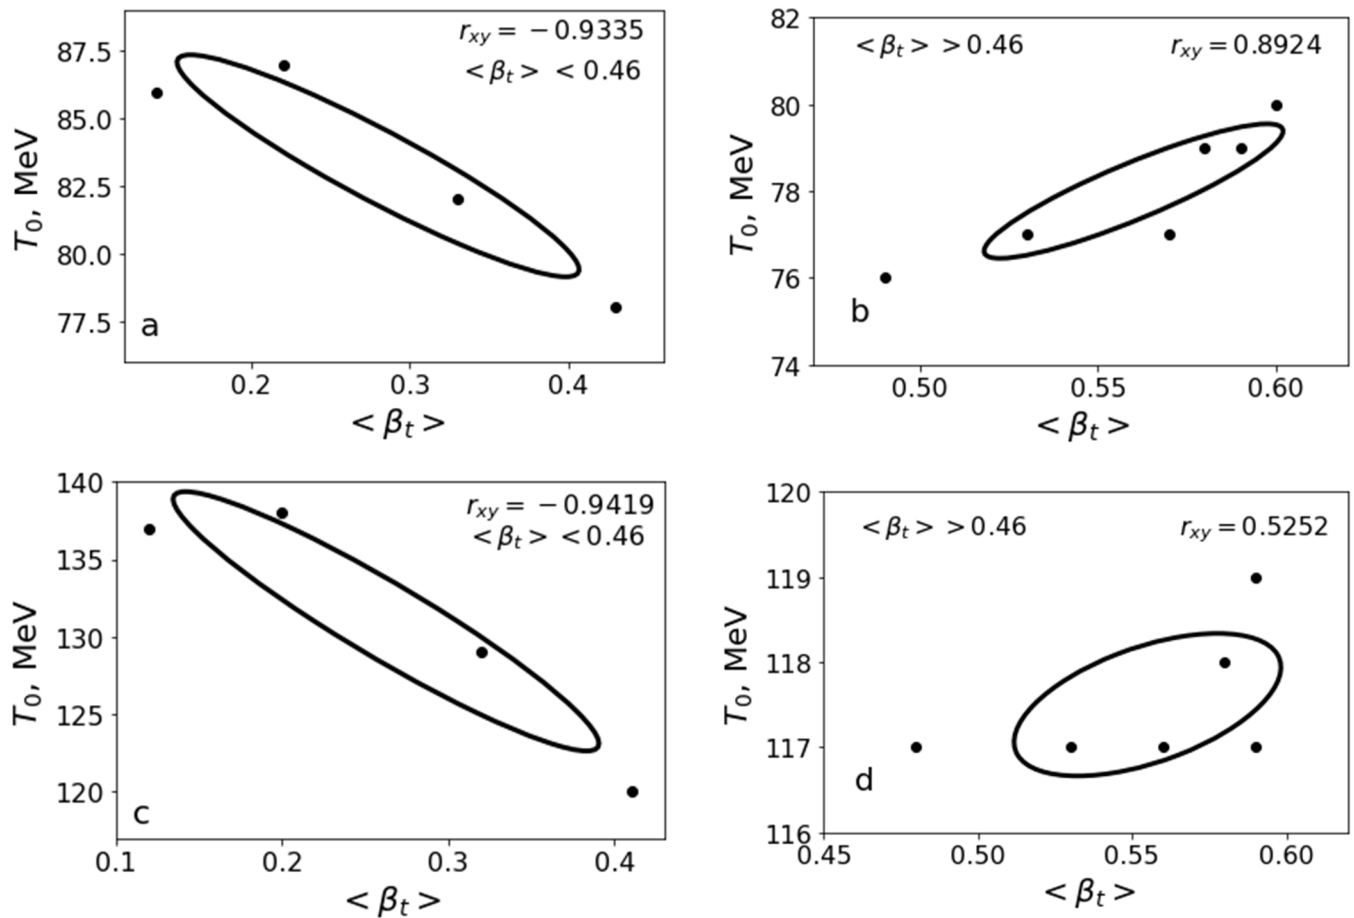 r_xy = −0.9335
<β_t> < 0.46
87.5
85.0
82.5
80.0
77.5
T_0, MeV
a
0.2 0.3 0.4
<β_t>
<β_t> > 0.46 r_xy = 0.8924
82
80
78
76
74
T_0, MeV
b
0.50 0.55 0.60
<β_t>
r_xy = −0.9419
<β_t> < 0.46
140
135
130
125
120
T_0, MeV
c
0.1 0.2 0.3 0.4
<β_t>
<β_t> > 0.46 r_xy = 0.5252
120
119
118
117
116
T_0, MeV
d
0.45 0.50 0.55 0.60
<β_t>